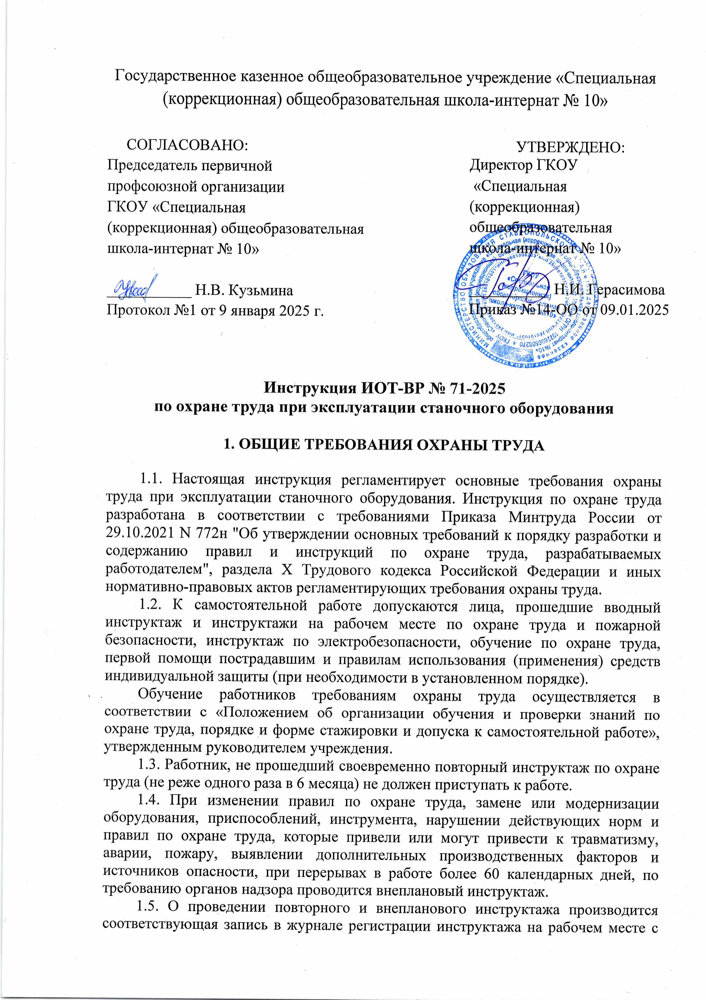 Государственное казенное общеобразовательное учреждение «Специальная
(коррекционная) общеобразовательная школа-интернат № 10»
СОГЛАСОВАНО:
Председатель первичной
профсоюзной организации
ГКОУ «Специальная
(коррекционная) общеобразовательная
школа-интернат № 10»
Н.В. Кузьмина
Протокол №1 от 9 января 2025 г.
УТВЕРЖДЕНО:
Директор ГКОУ
«Специальная
(коррекционная)
общеобразовательная
школа-интернат № 10»
Н.И. Герасимова
Приказ №14-ОО от 09.01.2025
Инструкция ИОТ-ВР № 71-2025
по охране труда при эксплуатации станочного оборудования
1. ОБЩИЕ ТРЕБОВАНИЯ ОХРАНЫ ТРУДА
1.1. Настоящая инструкция регламентирует основные требования охраны
труда при эксплуатации станочного оборудования. Инструкция по охране труда
разработана в соответствии с требованиями Приказа Минтруда России от
29.10.2021 N 772н "Об утверждении основных требований к порядку разработки и
содержанию правил и инструкций по охране труда, разрабатываемых
работодателем", раздела X Трудового кодекса Российской Федерации и иных
нормативно-правовых актов регламентирующих требования охраны труда.
1.2. К самостоятельной работе допускаются лица, прошедшие вводный
инструктаж и инструктажи на рабочем месте по охране труда и пожарной
безопасности, инструктаж по электробезопасности, обучение по охране труда,
первой помощи пострадавшим и правилам использования (применения) средств
индивидуальной защиты (при необходимости в установленном порядке).
Обучение работников требованиям охраны труда осуществляется в
соответствии с «Положением об организации обучения и проверки знаний по
охране труда, порядке и форме стажировки и допуска к самостоятельной работе»,
утвержденным руководителем учреждения.
1.3. Работник, не прошедший своевременно повторный инструктаж по охране
труда (не реже одного раза в 6 месяца) не должен приступать к работе.
1.4. При изменении правил по охране труда, замене или модернизации
оборудования, приспособлений, инструмента, нарушении действующих норм и
правил по охране труда, которые привели или могут привести к травматизму,
аварии, пожару, выявлении дополнительных производственных факторов и
источников опасности, при перерывах в работе более 60 календарных дней, по
требованию органов надзора проводится внеплановый инструктаж.
1.5. О проведении повторного и внепланового инструктажа производится
соответствующая запись в журнале регистрации инструктажа на рабочем месте с